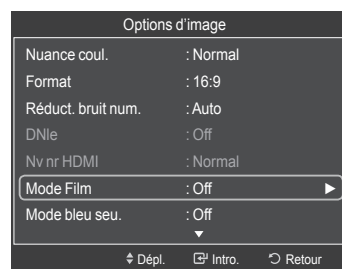 Options d'image
Nuance coul. : Normal
Format : 16:9
Réduct. bruit num. : Auto
DNIe : Off
Nv nr HDMI : Normal
Mode Film : Off
Mode bleu seu. : Off
Dépl. Intro. Retour